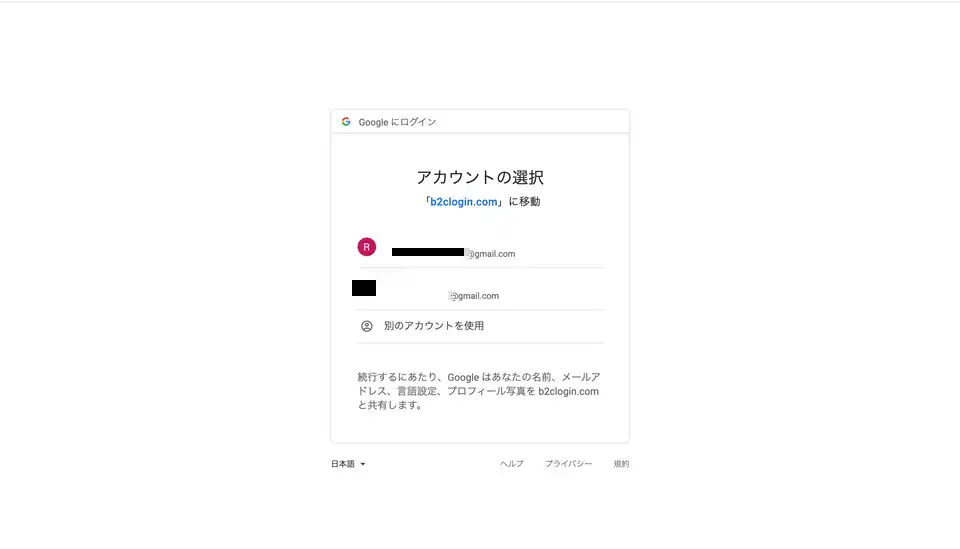 Google にログイン
アカウントの選択
「b2clogin.com」に移動
R
@gmail.com
@gmail.com
別のアカウントを使用
続行するにあたり、Google はあなたの名前、メールア
ドレス、言語設定、プロフィール写真を b2clogin.com
と共有します。
日本語 ヘルプ プライバシー 規約